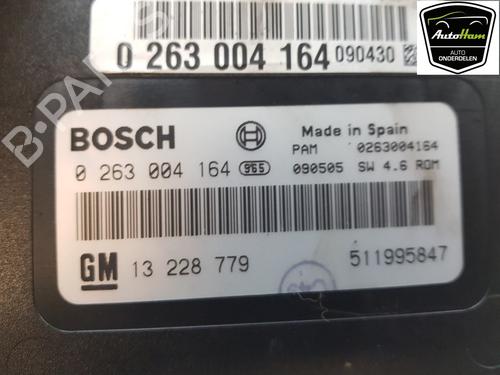 AutoHam
AUTO
ONDERDELEN
0 263 004 164 090430
B-PARTS
BOSCH
Made in Spain
PAM 0263004164
0 263 004 164 965
090505 SW 4.6 ROM
GM 13 228 779
511995847